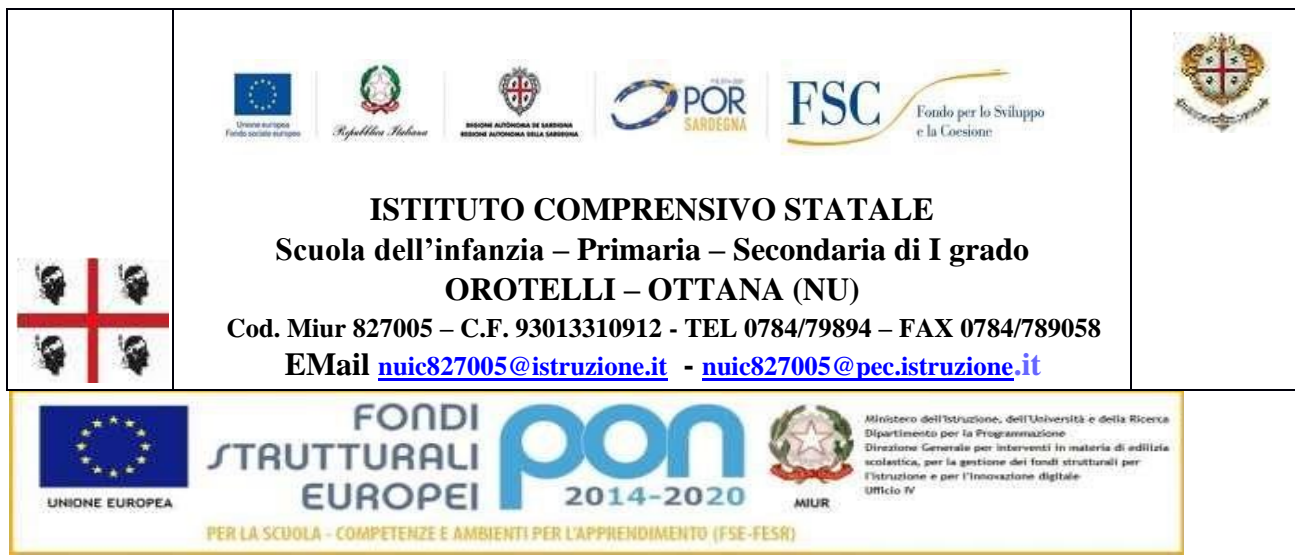 Unione europea
Fondo sociale europeo
Repubblica Italiana
REGIONE AUTÒNOMA DE SARDIGNA
REGIONE AUTONOMA DELLA SARDEGNA
POR
SARDEGNA
FSC
Fondo per lo Sviluppo
e la Coesione
ISTITUTO COMPRENSIVO STATALE
Scuola dell’infanzia – Primaria – Secondaria di I grado
OROTELLI – OTTANA (NU)
Cod. Miur 827005 – C.F. 93013310912 - TEL 0784/79894 – FAX 0784/789058
EMail nuic827005@istruzione.it - nuic827005@pec.istruzione.it
UNIONE EUROPEA
FONDI
STRUTTURALI
EUROPEI
pon
2014-2020
MIUR
Ministero dell'Istruzione, dell'Università e della Ricerca
Dipartimento per la Programmazione
Direzione Generale per interventi in materia di edilizia
scolastica, per la gestione dei fondi strutturali per
l'istruzione e per l'innovazione digitale
Ufficio IV
PER LA SCUOLA - COMPETENZE E AMBIENTI PER L'APPRENDIMENTO (FSE-FESR)